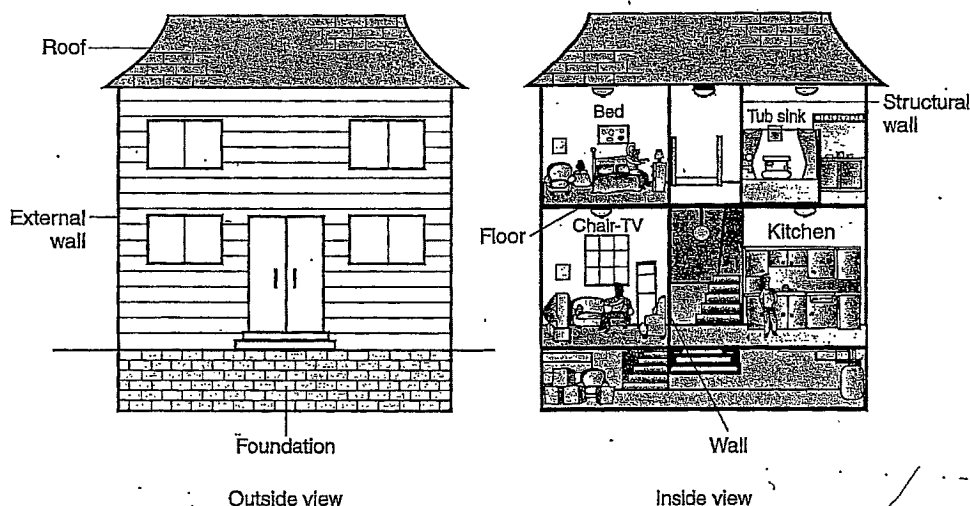 Roof
External
wall
Foundation
Outside view
Bed
Tub sink
Structural
wall
Floor
Chair-TV
Kitchen
Wall
Inside view